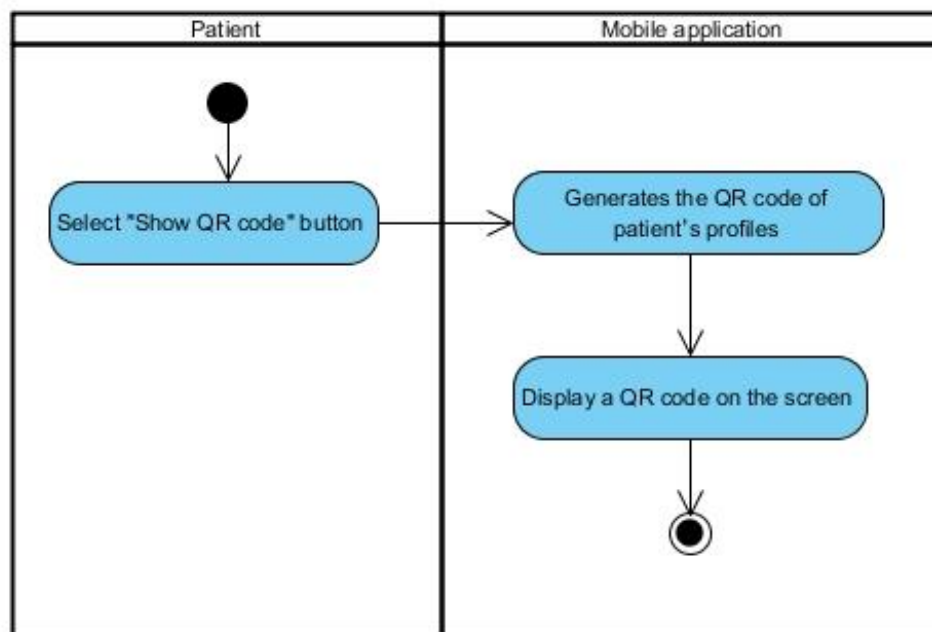 Patient
Mobile application
Select "Show QR code" button
Generates the QR code of
patient's profiles
Display a QR code on the screen